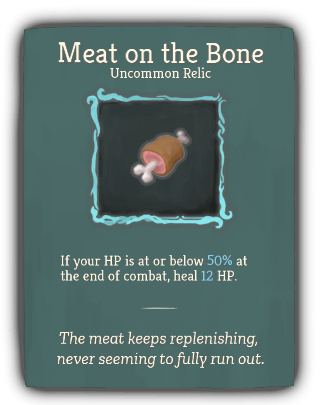 Meat on the Bone
Uncommon Relic
If your HP is at or below 50% at
the end of combat, heal 12 HP.
The meat keeps replenishing,
never seeming to fully run out.